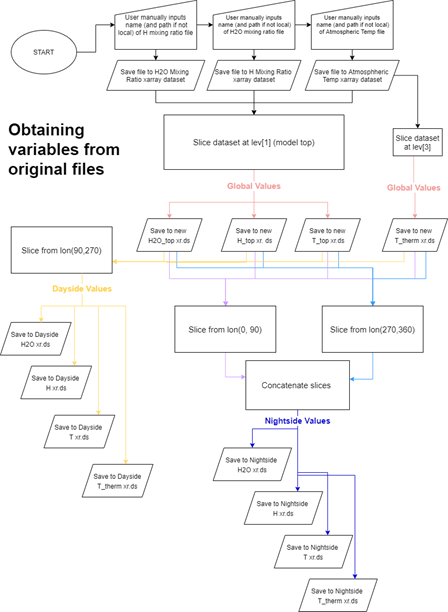 START
User manually inputs
name (and path if not
local) of H mixing ratio file
User manually inputs
name (and path if not
local) of H2O mixing
ratio file
User manually inputs
name (and path if not
local) of
Atmospheric Temp file
Save file to H2O Mixing
Ratio xarray dataset
Save file to H Mixing Ratio
xarray dataset
Save file to Atmosphheric
Temp xarray dataset
Obtaining
variables from
original files
Slice dataset at lev[1] (model top)
Slice dataset
at lev[3]
Global Values
Global Values
Save to new
H2O_top xr.ds
Save to new
H_top xr. ds
Save to new
T_top xr.ds
Save to new
T_therm xr.ds
Slice from lon(90,270)
Dayside Values
Slice from lon(0, 90)
Slice from lon(270,360)
Save to Dayside
H2O xr.ds
Save to Dayside
H xr.ds
Save to Dayside
T xr.ds
Save to Dayside
T_therm xr.ds
Concatenate slices
Nightside Values
Save to Nightside
H2O xr.ds
Save to Nightside
H xr.ds
Save to Nightside
T xr.ds
Save to Nightside
T_therm xr.ds